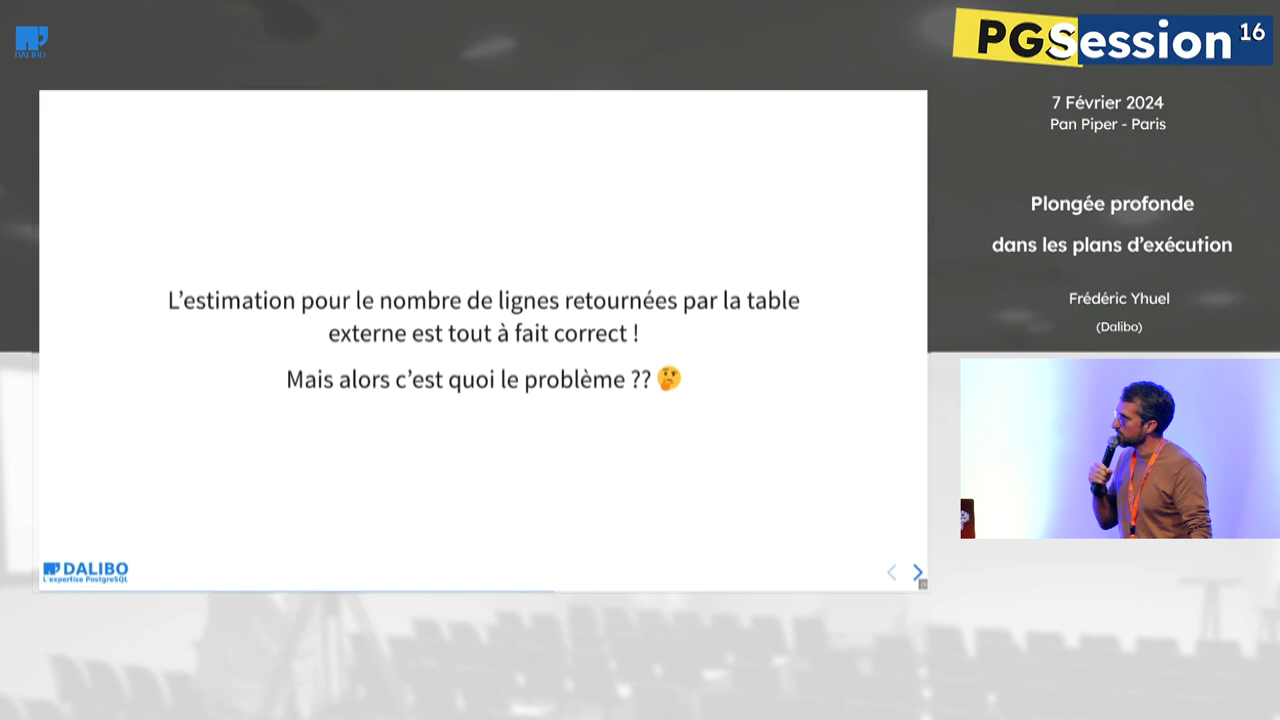 DALIBO
PGSession 16
7 Février 2024
Pan Piper - Paris
Plongée profonde
dans les plans d’exécution
Frédéric Yhuel
(Dalibo)
L’estimation pour le nombre de lignes retournées par la table
externe est tout à fait correct !
Mais alors c’est quoi le problème ?? 🤔
DALIBO
L'expertise PostgreSQL